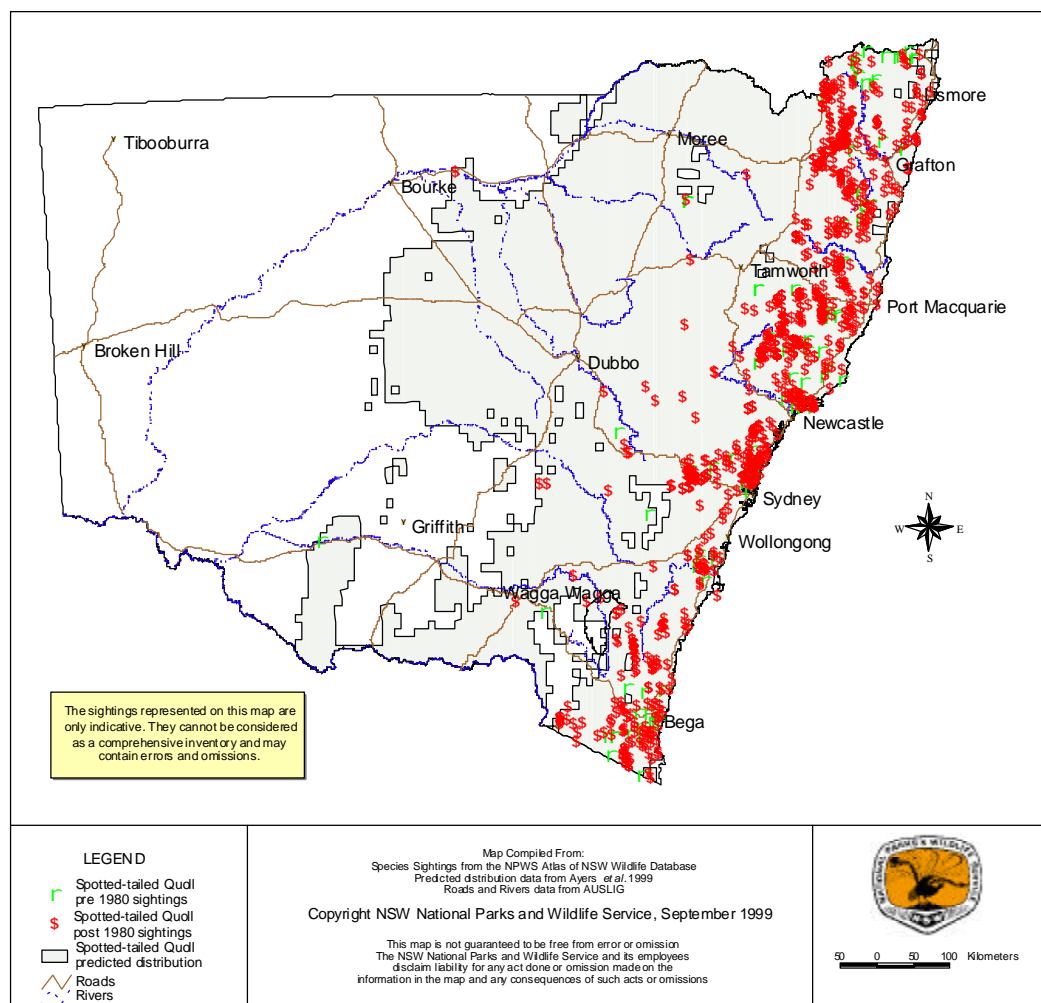 Tibooburra
Moree
Lismore
Bourke
Grafton
Tamworth
Port Macquarie
Broken Hill
Dubbo
Newcastle
Sydney
Griffith
Wollongong
Wagga Wagga
Bega
N
W E
S
The sightings represented on this map are
only indicative. They cannot be considered
as a comprehensive inventory and may
contain errors and omissions.
LEGEND
r Spotted-tailed Quoll
pre 1980 sightings
$ Spotted-tailed Quoll
post 1980 sightings
Spotted-tailed Quoll
predicted distribution
Roads
Rivers
Map Compiled From:
Species Sightings from the NPWS Atlas of NSW Wildlife Database
Predicted distribution data from Ayers et al. 1999
Roads and Rivers data from AUSLIG
Copyright NSW National Parks and Wildlife Service, September 1999
This map is not guaranteed to be free from error or omission
The NSW National Parks and Wildlife Service and its employees
disclaim liability for any act done or omission made on the
information in the map and any consequences of such acts or omissions
NATIONAL PARKS & WILDLIFE SERVICE
50 0 50 100 Kilometers